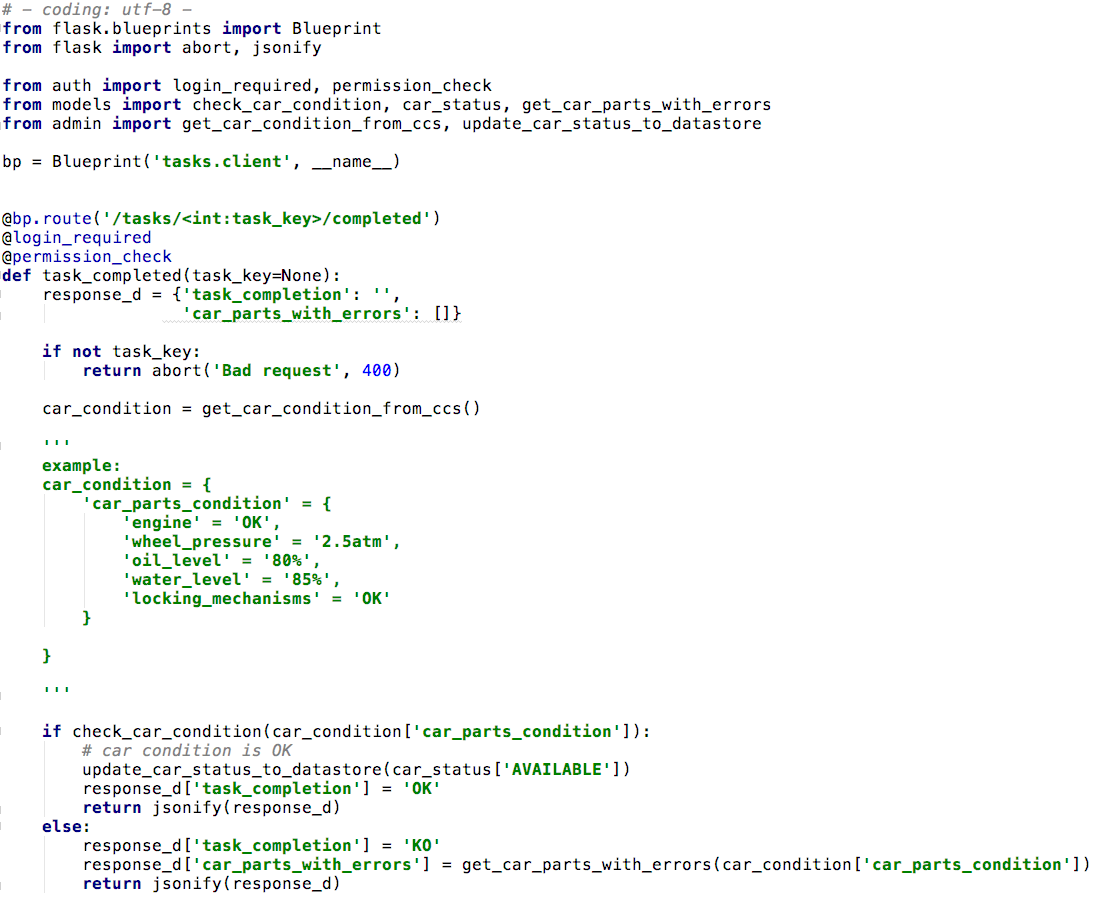 # - coding: utf-8 -
from flask.blueprints import Blueprint
from flask import abort, jsonify

from auth import login_required, permission_check
from models import check_car_condition, car_status, get_car_parts_with_errors
from admin import get_car_condition_from_ccs, update_car_status_to_datastore

bp = Blueprint('tasks.client', __name__)


@bp.route('/tasks/<int:task_key>/completed')
@login_required
@permission_check
def task_completed(task_key=None):
    response_d = {'task_completion': '',
                  'car_parts_with_errors': []}

    if not task_key:
        return abort('Bad request', 400)

    car_condition = get_car_condition_from_ccs()

    '''
    example:
    car_condition = {
        'car_parts_condition' = {
            'engine' = 'OK',
            'wheel_pressure' = '2.5atm',
            'oil_level' = '80%',
            'water_level' = '85%',
            'locking_mechanisms' = 'OK'
        }

    }

    '''

    if check_car_condition(car_condition['car_parts_condition']):
        # car condition is OK
        update_car_status_to_datastore(car_status['AVAILABLE'])
        response_d['task_completion'] = 'OK'
        return jsonify(response_d)
    else:
        response_d['task_completion'] = 'KO'
        response_d['car_parts_with_errors'] = get_car_parts_with_errors(car_condition['car_parts_condition'])
        return jsonify(response_d)